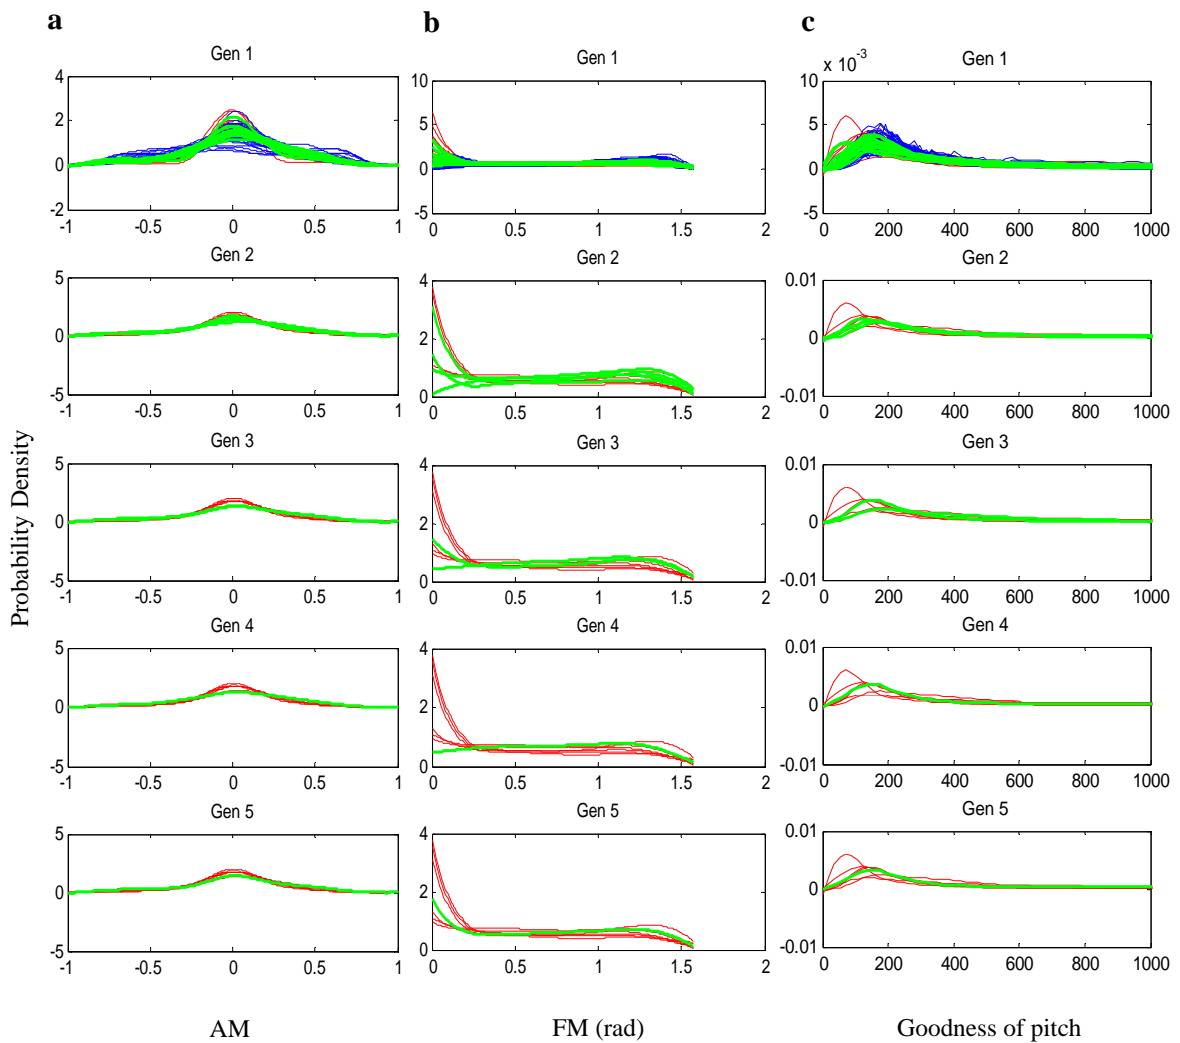 a
b
c
Gen 1
4
2
0
-2
-1 -0.5 0 0.5 1
Gen 1
10
5
0
-5
0 0.5 1 1.5 2
x 10-3
Gen 1
10
5
0
-5
0 200 400 600 800 1000
Gen 2
5
0
-5
-1 -0.5 0 0.5 1
Gen 2
4
2
0
0 0.5 1 1.5 2
Gen 2
0.01
0
-0.01
0 200 400 600 800 1000
Gen 3
5
0
-5
-1 -0.5 0 0.5 1
Gen 3
4
2
0
0 0.5 1 1.5 2
Gen 3
0.01
0
-0.01
0 200 400 600 800 1000
Gen 4
5
0
-5
-1 -0.5 0 0.5 1
Gen 4
4
2
0
0 0.5 1 1.5 2
Gen 4
0.01
0
-0.01
0 200 400 600 800 1000
Gen 5
5
0
-5
-1 -0.5 0 0.5 1
Gen 5
4
2
0
0 0.5 1 1.5 2
Gen 5
0.01
0
-0.01
0 200 400 600 800 1000
Probability Density
AM
FM (rad)
Goodness of pitch